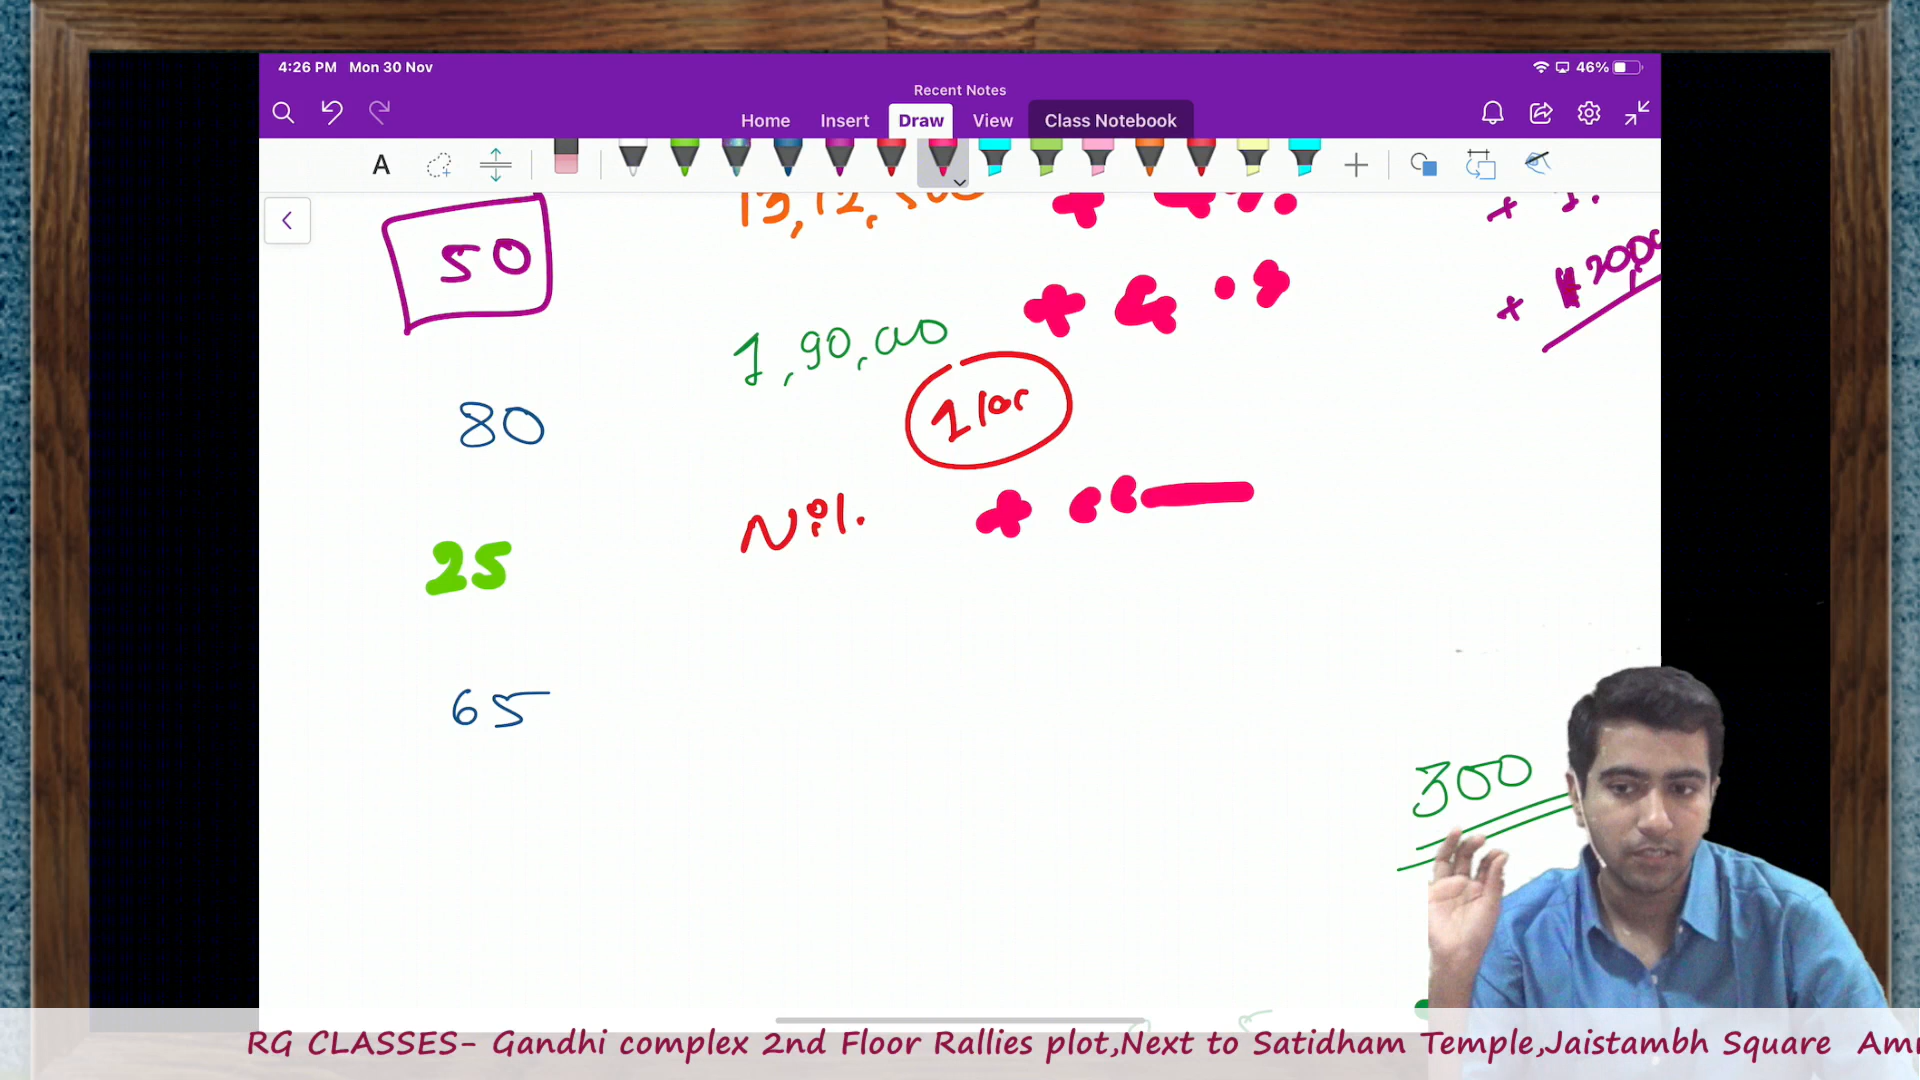 4:26 PM Mon 30 Nov
46%
Recent Notes
Home Insert Draw View Class Notebook
A
50
1,90,000
80
1 lac
Nil.
25
65
300
RG CLASSES- Gandhi complex 2nd Floor Rallies plot,Next to Satidham Temple,Jaistambh Square